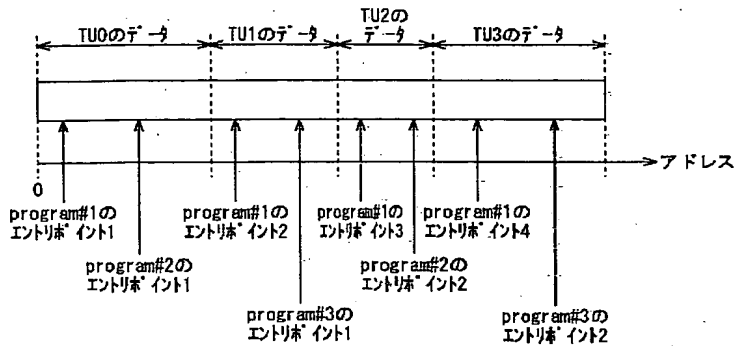 TU0のデータ
TU1のデータ
TU2の
データ
TU3のデータ
アドレス
0
program#1の
エントリポイント1
program#1の
エントリポイント2
program#1の
エントリポイント3
program#1の
エントリポイント4
program#2の
エントリポイント1
program#2の
エントリポイント2
program#3の
エントリポイント1
program#3の
エントリポイント2